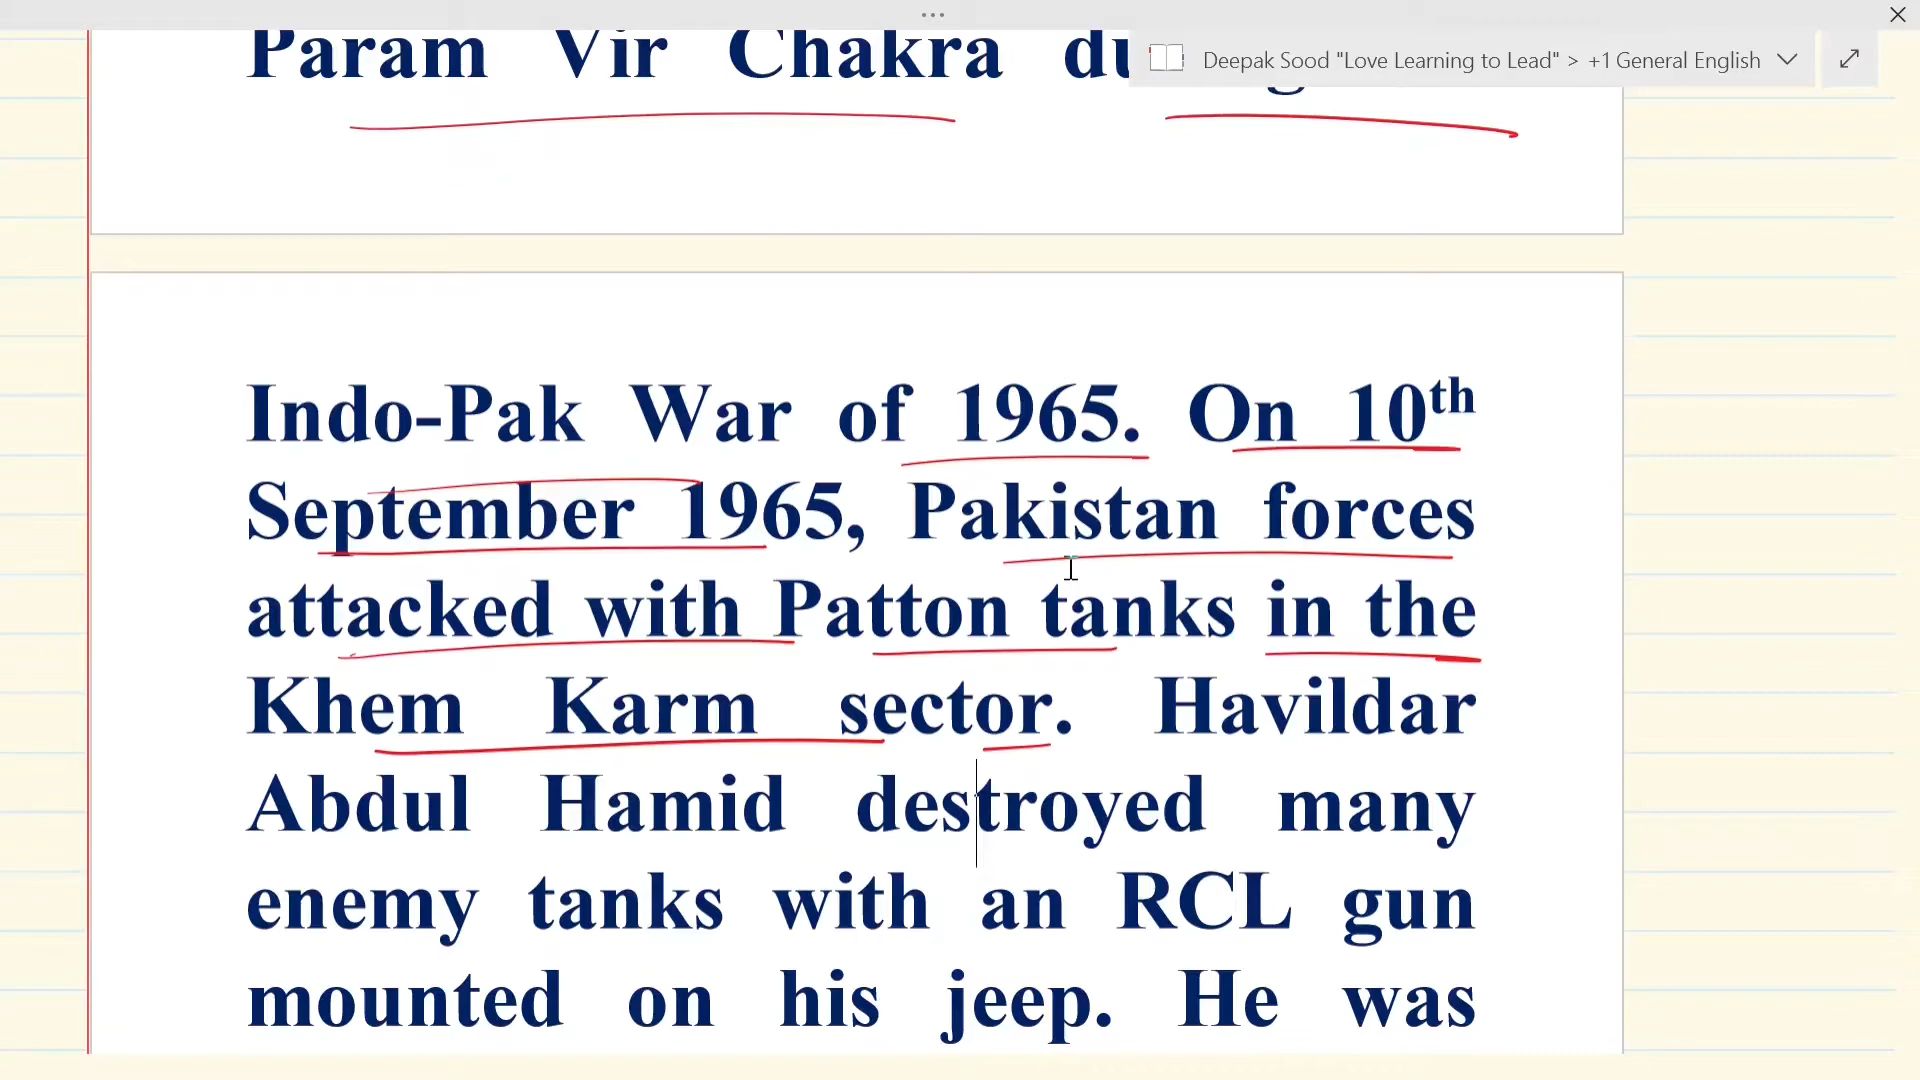 Param Vir Chakra
Deepak Sood "Love Learning to Lead" > +1 General English
Indo-Pak War of 1965. On 10th
September 1965, Pakistan forces
attacked with Patton tanks in the
Khem Karm sector. Havildar
Abdul Hamid destroyed many
enemy tanks with an RCL gun
mounted on his jeep. He was